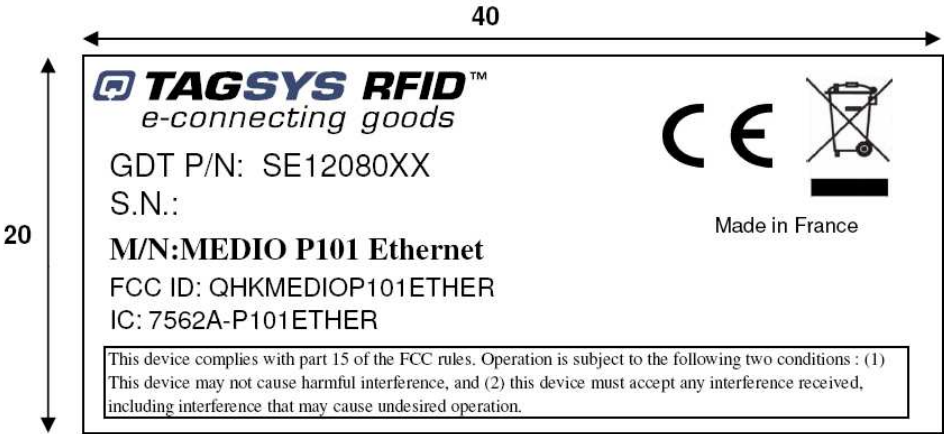 40
20
TAGSYS RFID™
e-connecting goods
GDT P/N: SE12080XX
S.N.:
M/N:MEDIO P101 Ethernet
FCC ID: QHKMEDIOP101ETHER
IC: 7562A-P101ETHER
CE
Made in France
This device complies with part 15 of the FCC rules. Operation is subject to the following two conditions : (1)
This device may not cause harmful interference, and (2) this device must accept any interference received,
including interference that may cause undesired operation.